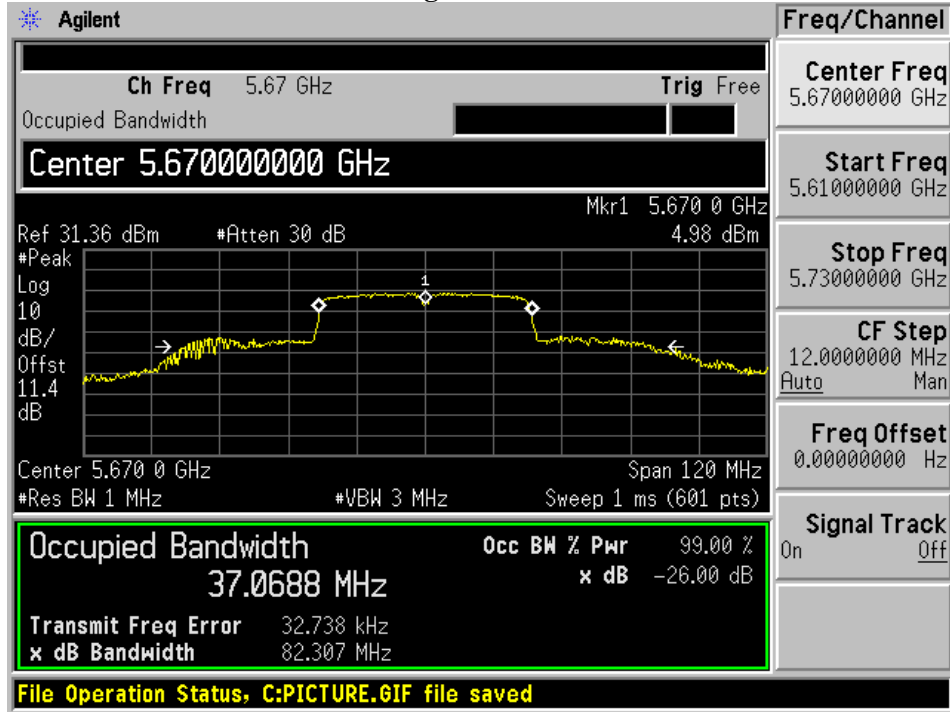 Agilent
Freq/Channel
Ch Freq 5.67 GHz Trig Free
Occupied Bandwidth
Center 5.670000000 GHz
Mkr1 5.670 0 GHz
Ref 31.36 dBm #Atten 30 dB 4.98 dBm
#Peak
Log
10
dB/
Offst
11.4
dB
1
Center 5.670 0 GHz Span 120 MHz
#Res BW 1 MHz #VBW 3 MHz Sweep 1 ms (601 pts)
Occupied Bandwidth Occ BW % Pwr 99.00 %
37.0688 MHz x dB -26.00 dB
Transmit Freq Error 32.738 kHz
x dB Bandwidth 82.307 MHz
Center Freq
5.67000000 GHz
Start Freq
5.61000000 GHz
Stop Freq
5.73000000 GHz
CF Step
12.0000000 MHz
Auto Man
Freq Offset
0.00000000 Hz
Signal Track
On Off
File Operation Status, C:PICTURE.GIF file saved